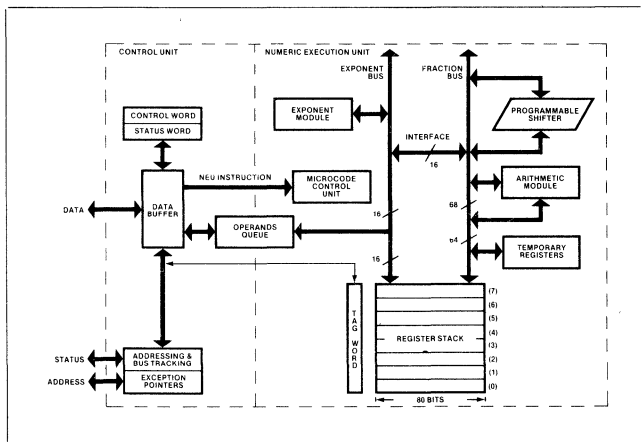 CONTROL UNIT
NUMERIC EXECUTION UNIT
EXPONENT
BUS
FRACTION
BUS
CONTROL WORD
STATUS WORD
EXPONENT
MODULE
PROGRAMMABLE
SHIFTER
INTERFACE
16
NEU INSTRUCTION
MICROCODE
CONTROL
UNIT
ARITHMETIC
MODULE
DATA
DATA
BUFFER
OPERANDS
QUEUE
16
68
64
TEMPORARY
REGISTERS
16
TAG WORD
REGISTER STACK
(7)
(6)
(5)
(4)
(3)
(2)
(1)
(0)
STATUS
ADDRESS
ADDRESSING &
BUS TRACKING
EXCEPTION
POINTERS
80 BITS